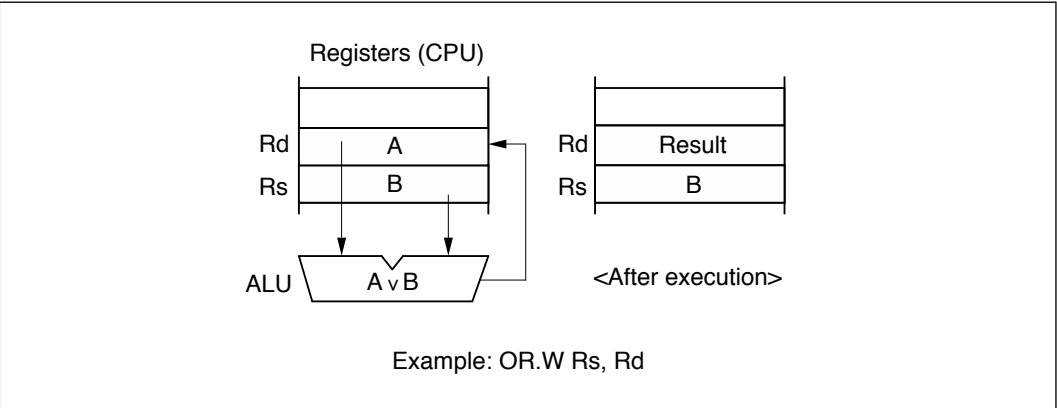 Registers (CPU)
Rd A Rd Result
Rs B Rs B
ALU A v B <After execution>
Example: OR.W Rs, Rd